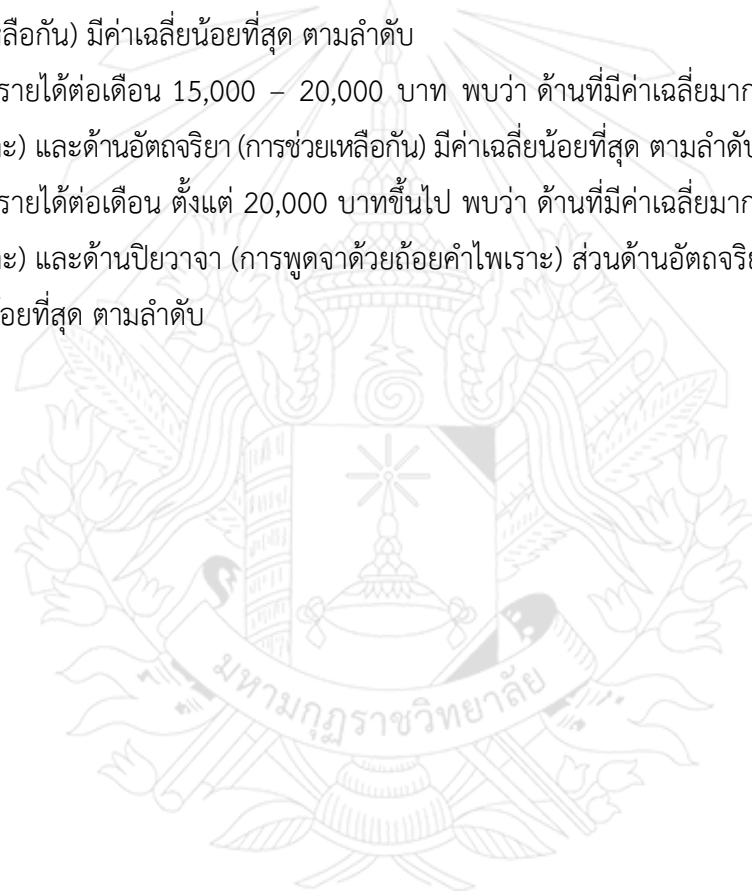 หลือกัน) มีค่าเฉลี่ยน้อยที่สุด ตามลำดับ
รายได้ต่อเดือน 15,000 – 20,000 บาท พบว่า ด้านที่มีค่าเฉลี่ยมาก
ะ) และด้านอัตถจริยา (การช่วยเหลือกัน) มีค่าเฉลี่ยน้อยที่สุด ตามลำดับ
รายได้ต่อเดือน ตั้งแต่ 20,000 บาทขึ้นไป พบว่า ด้านที่มีค่าเฉลี่ยมาก
ะ) และด้านปิยวาจา (การพูดจาด้วยถ้อยคำไพเราะ) ส่วนด้านอัตถจริย
้อยที่สุด ตามลำดับ
มหามกุฏราชวิทยาลัย